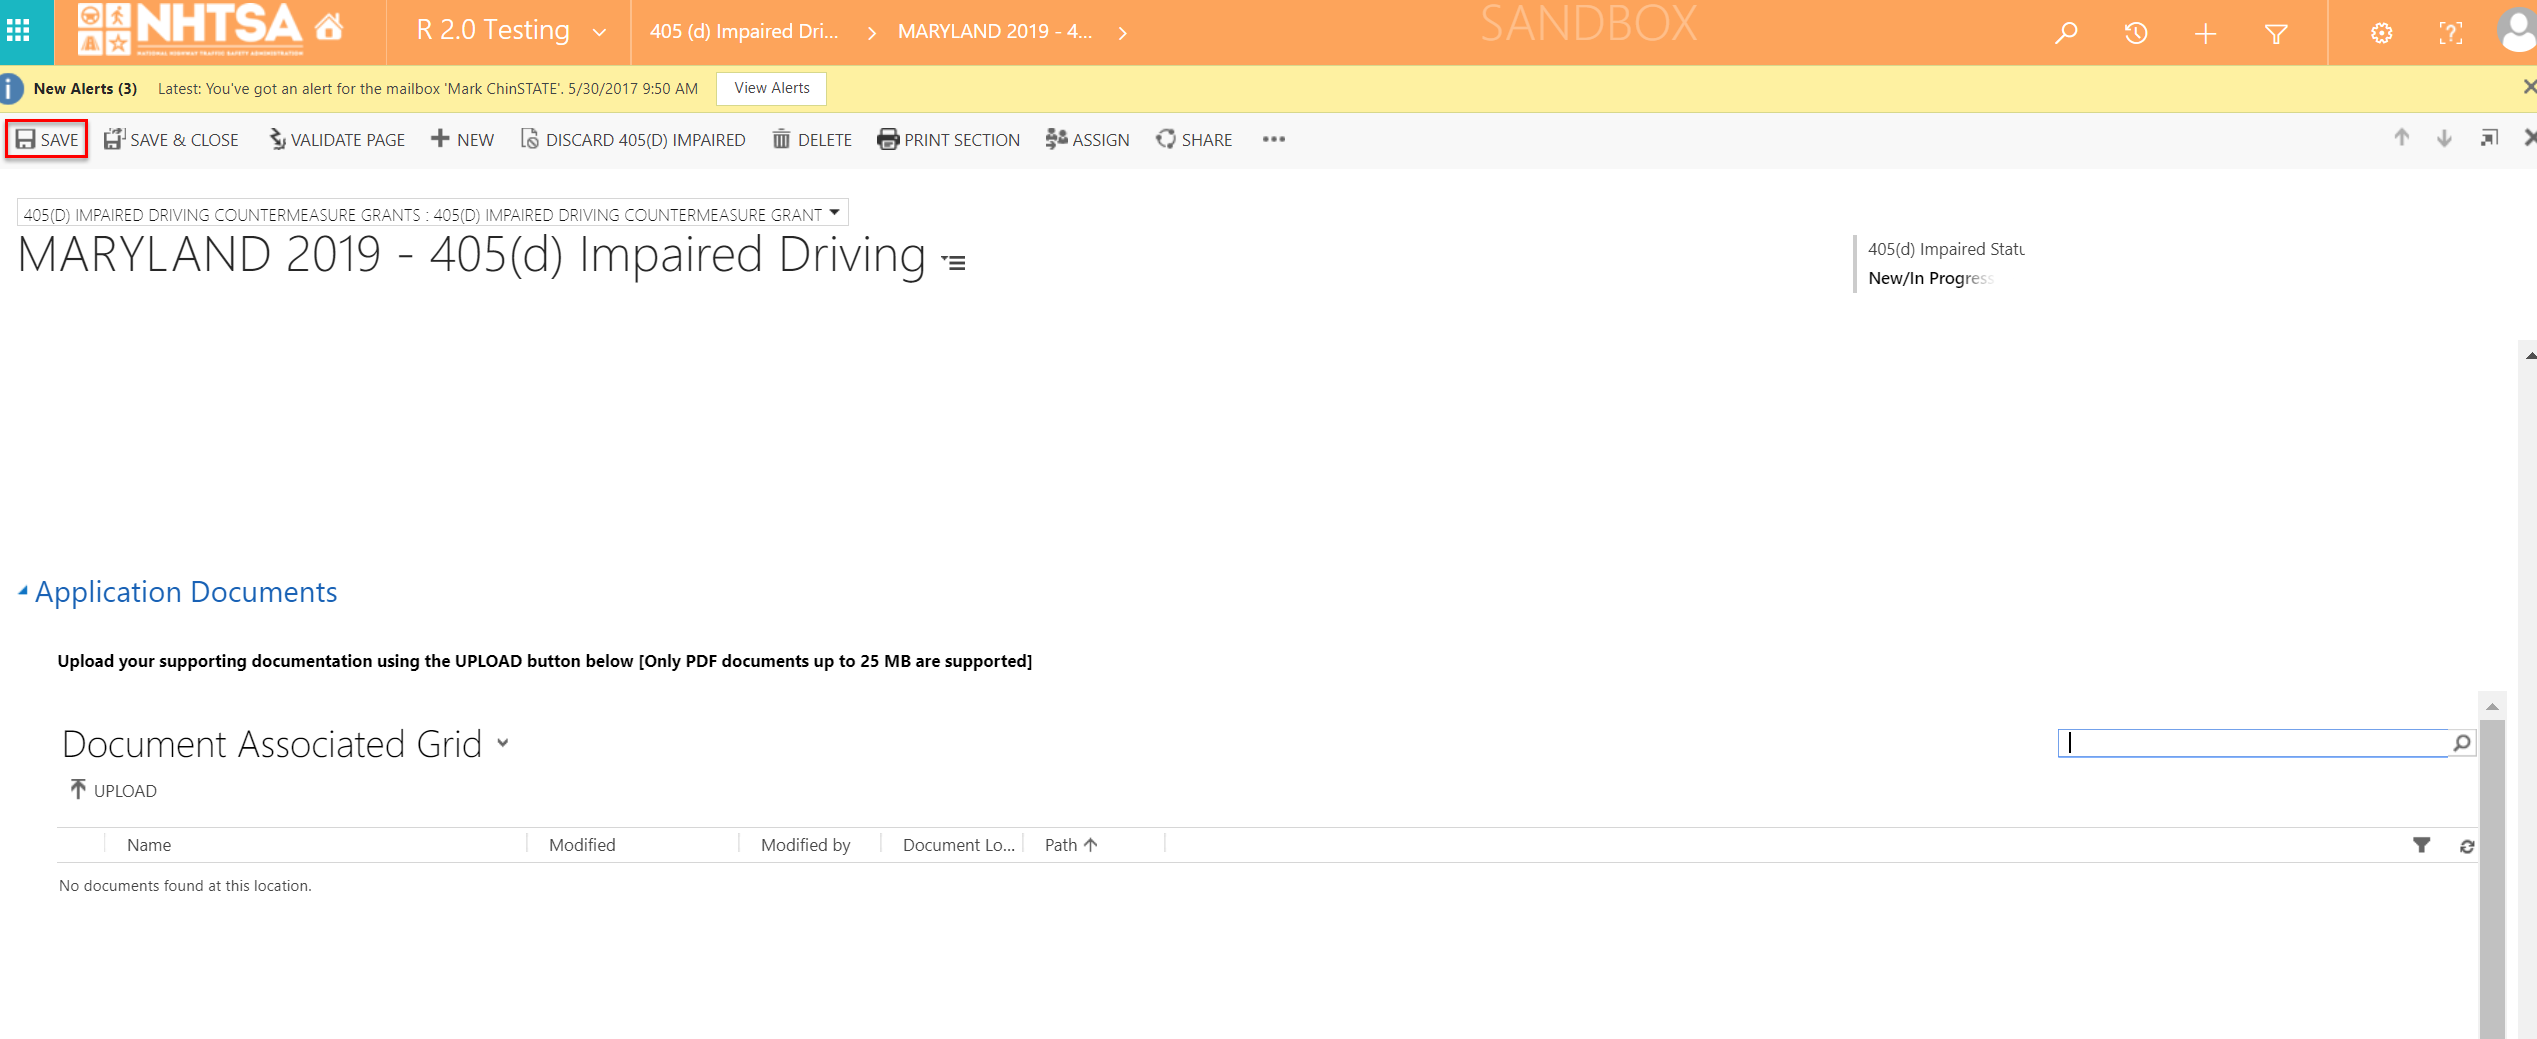 NHTSA
NATIONAL HIGHWAY TRAFFIC SAFETY ADMINISTRATION
R 2.0 Testing
405 (d) Impaired Dri...
MARYLAND 2019 - 4...
SANDBOX
New Alerts (3) Latest: You've got an alert for the mailbox 'Mark ChinSTATE'. 5/30/2017 9:50 AM View Alerts
SAVE SAVE & CLOSE VALIDATE PAGE NEW DISCARD 405(D) IMPAIRED DELETE PRINT SECTION ASSIGN SHARE •••
405(D) IMPAIRED DRIVING COUNTERMEASURE GRANTS : 405(D) IMPAIRED DRIVING COUNTERMEASURE GRANT
MARYLAND 2019 - 405(d) Impaired Driving
405(d) Impaired Statu
New/In Progress
Application Documents
Upload your supporting documentation using the UPLOAD button below [Only PDF documents up to 25 MB are supported]
Document Associated Grid
UPLOAD
Name Modified Modified by Document Lo... Path
No documents found at this location.